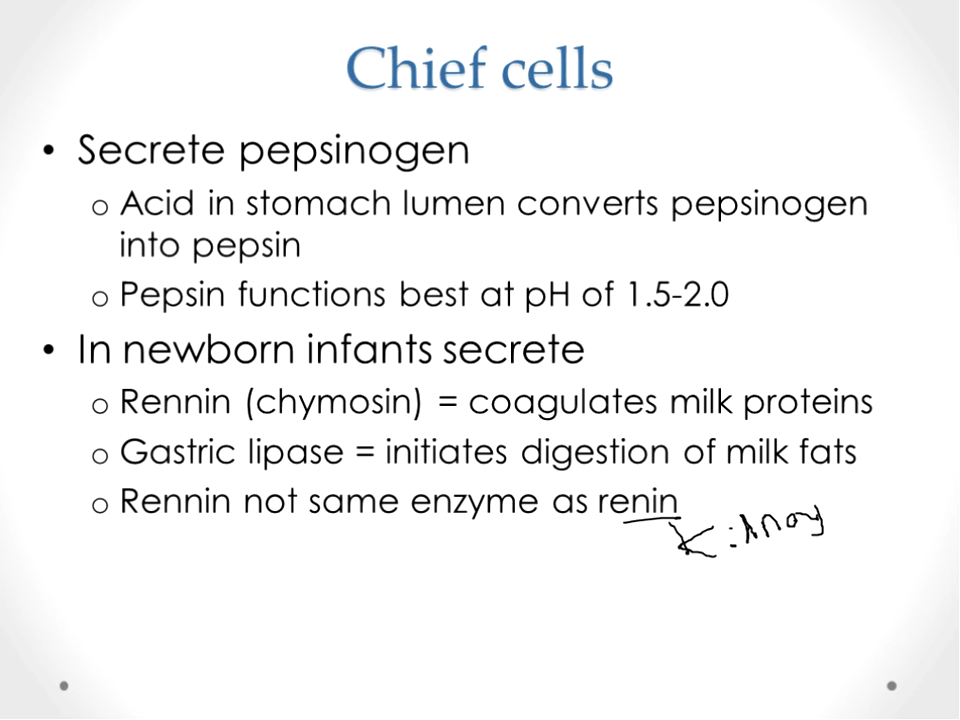 Chief cells
• Secrete pepsinogen
o Acid in stomach lumen converts pepsinogen
into pepsin
o Pepsin functions best at pH of 1.5-2.0
• In newborn infants secrete
o Rennin (chymosin) = coagulates milk proteins
o Gastric lipase = initiates digestion of milk fats
o Rennin not same enzyme as renin
Kidney